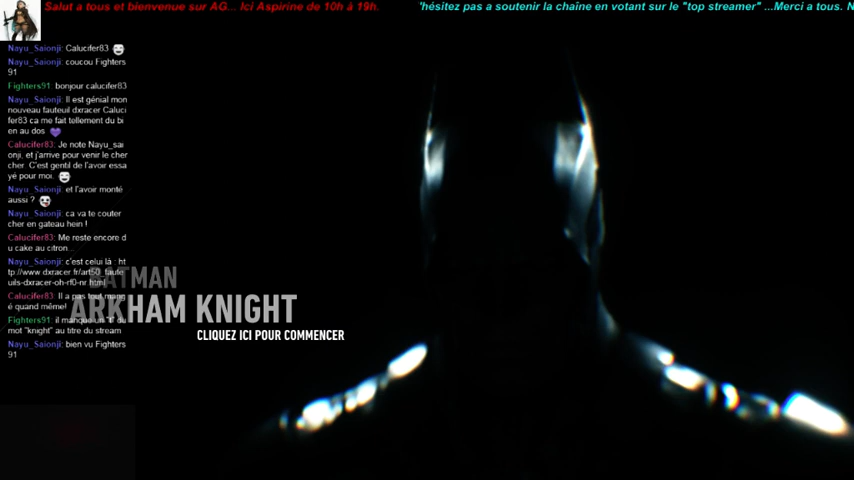 Salut a tous et bienvenue sur AG... Ici Aspirine de 10h à 19h.
'hésitez pas a soutenir la chaîne en votant sur le "top streamer" ...Merci a tous. N
Nayu_Saionji: Calucifer83
Nayu_Saionji: coucou Fighters
91
Fighters91: bonjour calucifer83
Nayu_Saionji: Il est génial mon
nouveau fauteuil dxracer Caluci
fer83 ca me fait tellement du bi
en au dos
Calucifer83: Je note Nayu_sai
onji, et j'arrive pour venir le cher
cher. C'est gentil de l'avoir essa
yé pour moi.
Nayu_Saionji: et l'avoir monté
aussi ?
Nayu_Saionji: ca va te couter
cher en gateau hein !
Calucifer83: Me reste encore d
u cake au citron...
Nayu_Saionji: c'est celui là : ht
tp://www.dxracer.fr/art50_faute
uils-dxracer-oh-rf0-nr.html
Calucifer83: Il a pas tout mang
é quand même!
Fighters91: il manque un "t" du
mot "knight" au titre du stream
Nayu_Saionji: bien vu Fighters
91
BATMAN
ARKHAM KNIGHT
CLIQUEZ ICI POUR COMMENCER